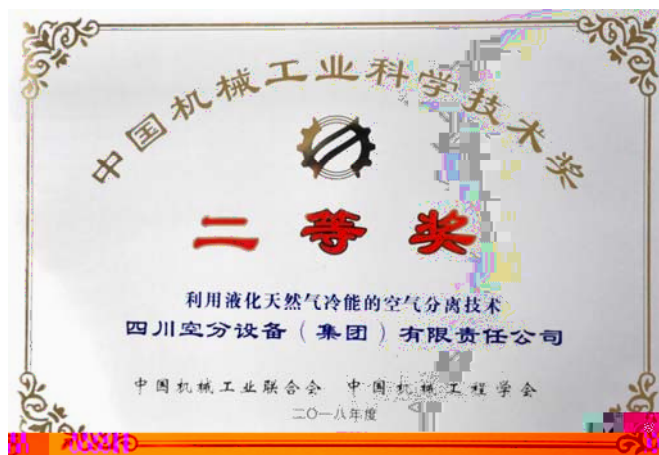 中国机械工业科学技术奖
二等奖
利用液化天然气冷能的空气分离技术
四川空分设备（集团）有限责任公司
中国机械工业联合会 中国机械工程学会
二〇一八年度